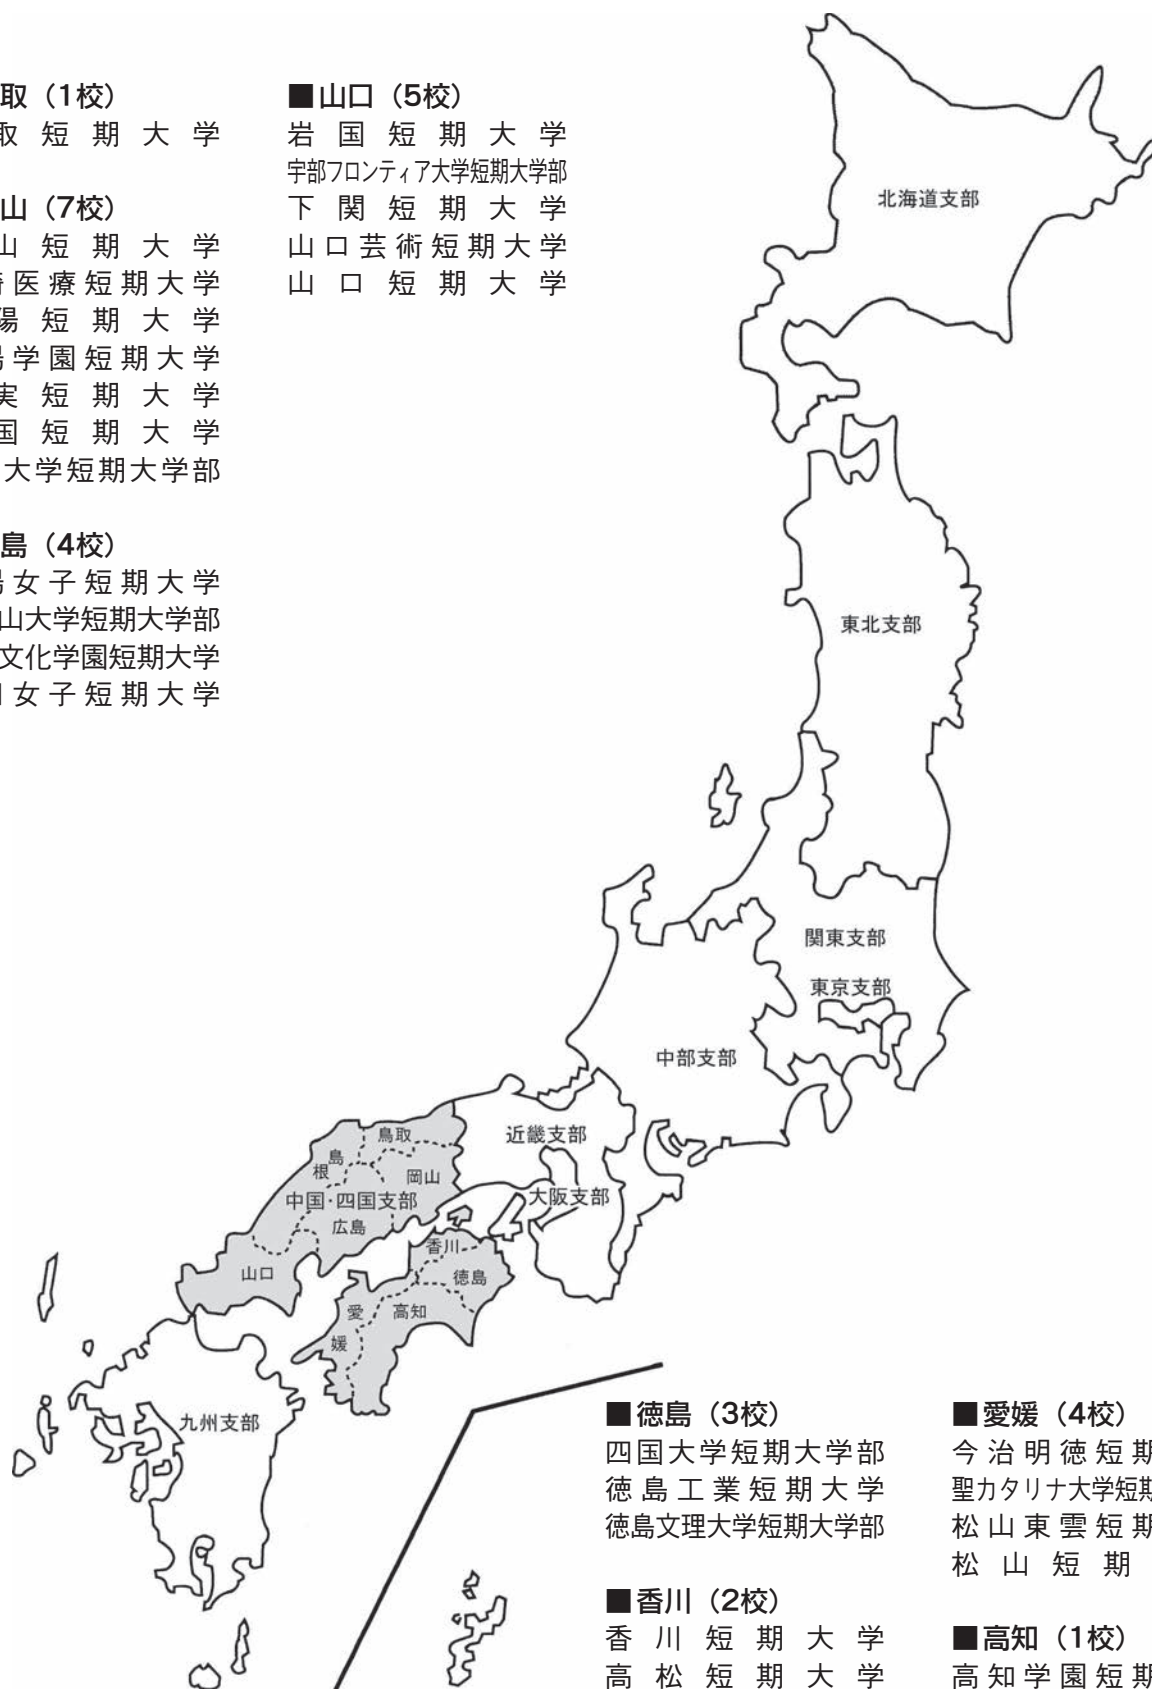 取（1校）
取短期大学
山（7校）
山短期大学
医療短期大学
陽短期大学
学園短期大学
実短期大学
国短期大学
大学短期大学部
島（4校）
女子短期大学
山大学短期大学部
文化学園短期大学
女子短期大学
■山口（5校）
岩国短期大学
宇部フロンティア大学短期大学部
下関短期大学
山口芸術短期大学
山口短期大学
北海道支部
東北支部
関東支部
東京支部
中部支部
近畿支部
大阪支部
鳥取
島根
岡山
中国・四国支部
広島
山口
香川
徳島
愛媛
高知
九州支部
■徳島（3校）
四国大学短期大学部
徳島工業短期大学
徳島文理大学短期大学部
■香川（2校）
香川短期大学
高松短期大学
■愛媛（4校）
今治明徳短期
聖カタリナ大学短期
松山東雲短期
松山短期
■高知（1校）
高知学園短期